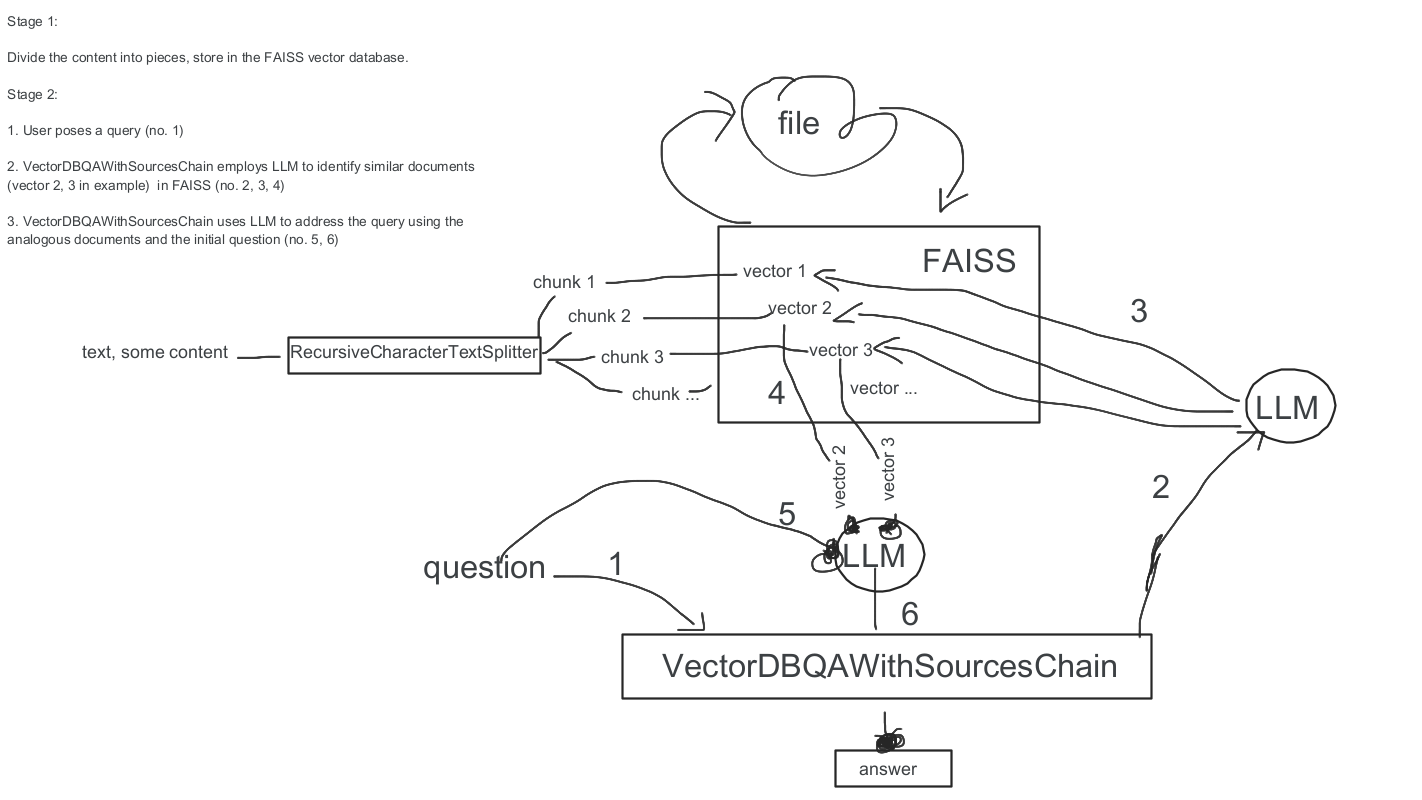 Stage 1:
Divide the content into pieces, store in the FAISS vector database.
Stage 2:
1. User poses a query (no. 1)
2. VectorDBQAWithSourcesChain employs LLM to identify similar documents
(vector 2, 3 in example)  in FAISS (no. 2, 3, 4)
3. VectorDBQAWithSourcesChain uses LLM to address the query using the
analogous documents and the initial question (no. 5, 6)
file
FAISS
vector 1
chunk 1
vector 2
3
chunk 2
text, some content
RecursiveCharacterTextSplitter
chunk 3
vector 3
chunk ...
4
vector ...
LLM
vector 2
vector 3
2
5
question
1
LLM
6
VectorDBQAWithSourcesChain
answer